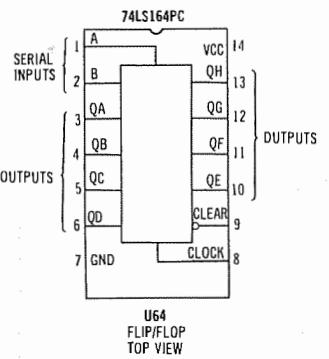 74LS164PC
1 A VCC 14
SERIAL INPUTS
2 B QH 13
3 QA QG 12
4 QB QF 11
OUTPUTS DUTPUTS
5 QC QE 10
6 QD CLEAR 9
7 GND CLOCK 8
U64
FLIP/FLOP
TOP VIEW